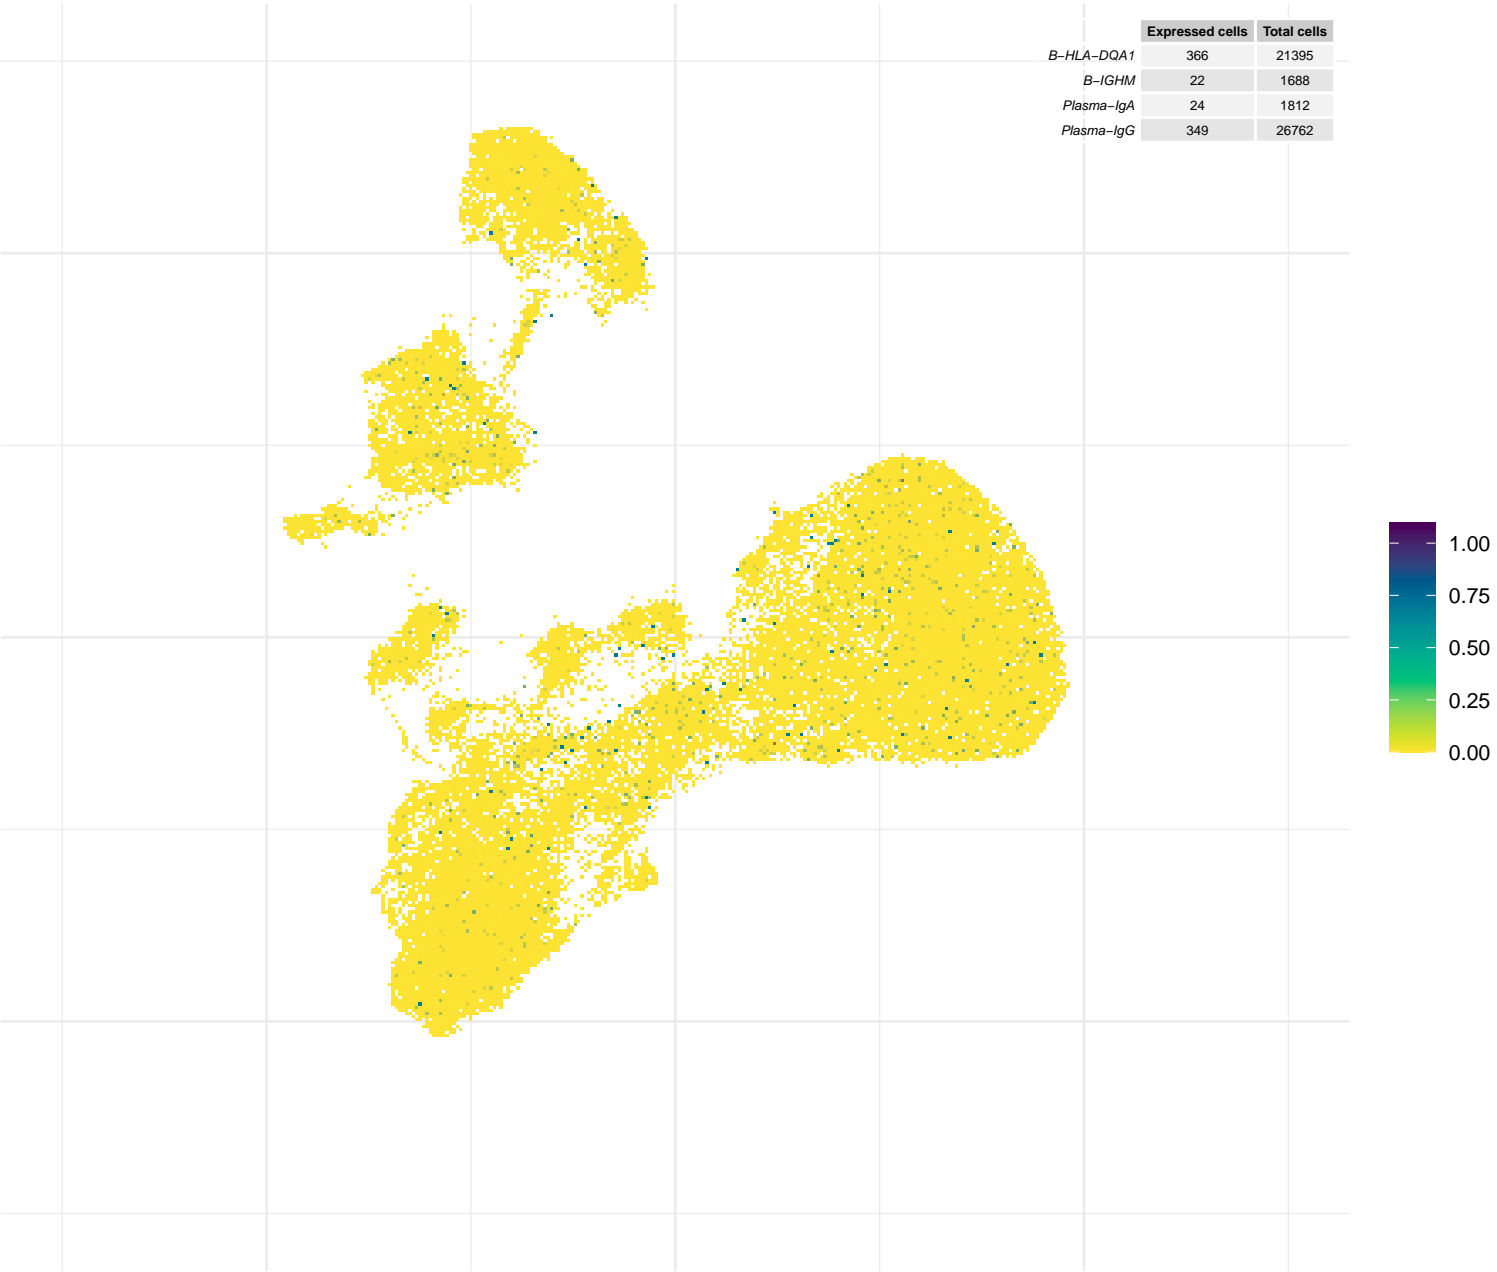 Expressed cells Total cells
B−HLA−DQA1 366 21395
B−IGHM 22 1688
Plasma−IgA 24 1812
Plasma−IgG 349 26762
1.00
0.75
0.50
0.25
0.00